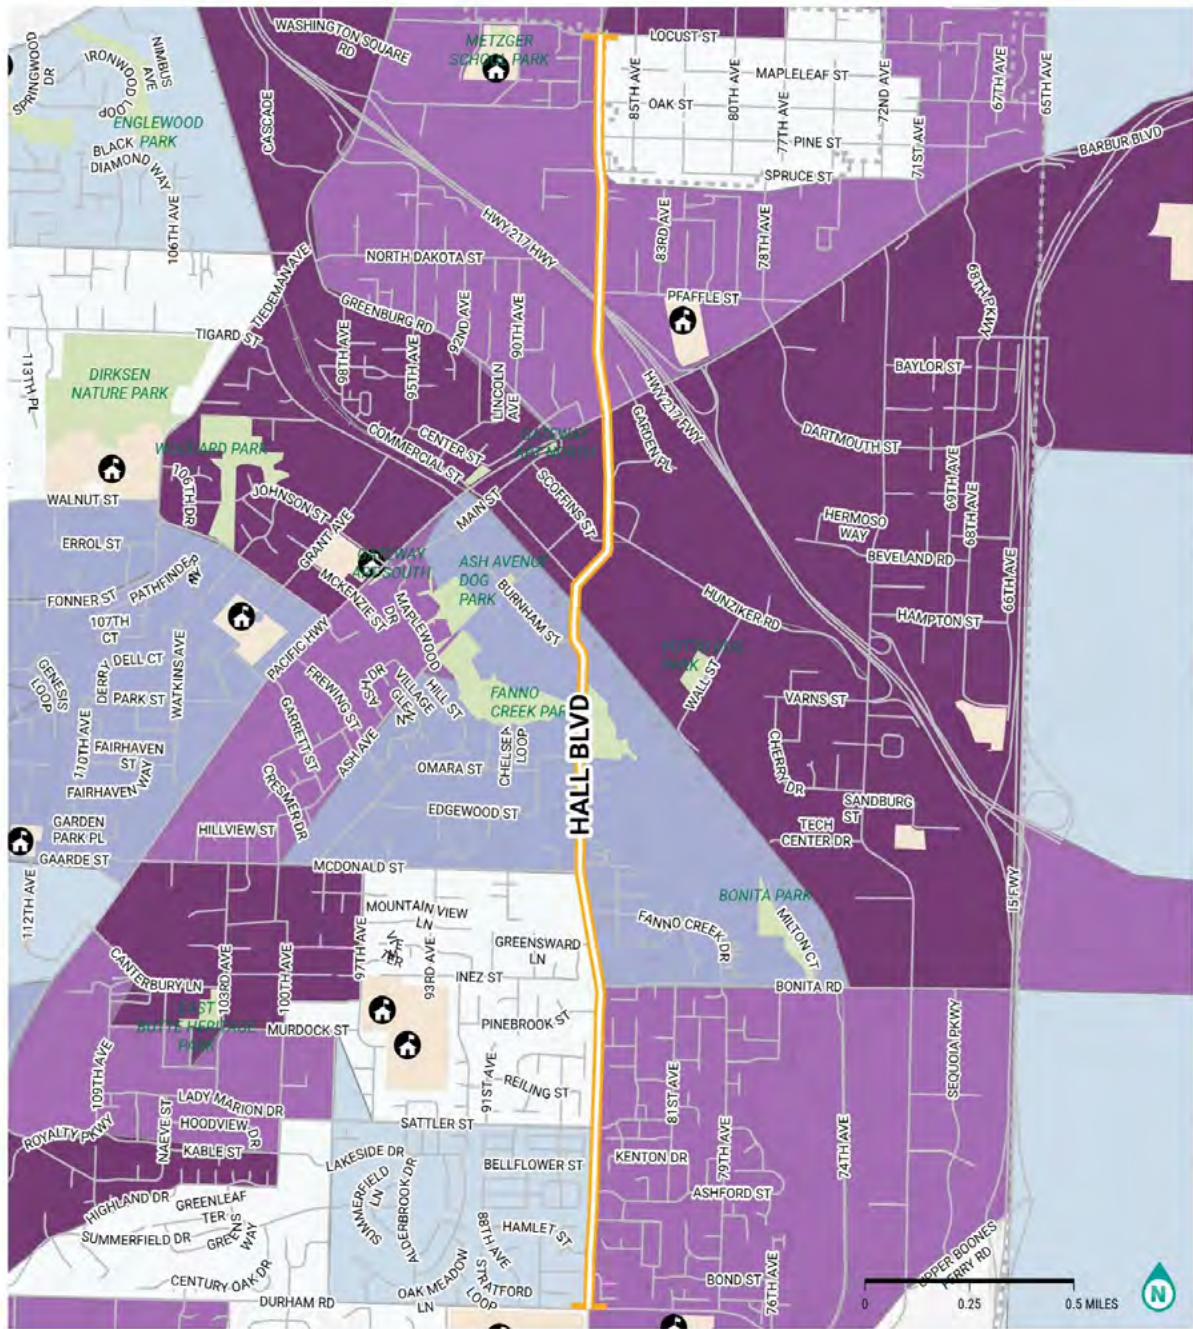 WASHINGTON SQUARE
RD
METZGER
SCHOOL PARK
LOCUST ST
SPRINGWOOD
DR
IRONWOOD
LOOP
NIMBUS
AVE
CASCADE
85TH AVE
80TH AVE
MAPLELEAF ST
77TH AVE
72ND AVE
67TH AVE
65TH AVE
OAK ST
ENGLEWOOD
PARK
BLACK
DIAMOND WAY
PINE ST
71ST AVE
BARBUR BLVD
SPRUCE ST
106TH AVE
HWY 217 HWY
83RD AVE
78TH AVE
NORTH DAKOTA ST
TIEDEMAN AVE
PFAFFLE ST
68TH PKWY
GREENBURG RD
92ND AVE
90TH AVE
TIGARD ST
98TH AVE
95TH AVE
113TH PL
DIRKSEN
NATURE PARK
LINCOLN
AVE
HWY 217 FWY
BAYLOR ST
GARDEN PL
DARTMOUTH ST
WOODARD PARK
COMMERCIAL ST
CENTER ST
106TH DR
SCOFFINS ST
69TH AVE
68TH AVE
WALNUT ST
JOHNSON ST
MAIN ST
GRANT AVE
HERMOSO
WAY
ERROL ST
BEVELAND RD
66TH AVE
PATHFINDER
ASH AVENUE
DOG
PARK
FONNER ST
MCKENZIE ST
MAPLEWOOD
DR
BURNHAM ST
HUNZIKER RD
HAMPTON ST
107TH
CT
PACIFIC HWY
DELL CT
GENESIS
LOOP
DERRY
PARK ST
WATKINS AVE
FREWING ST
ASH
DR
VILLAGE
GLEN
LN
HILL ST
FANNO
CREEK PARK
PARK
WALL ST
VARNS ST
GARRETT ST
110TH AVE
FAIRHAVEN
ST
ASH AVE
OMARA ST
CHELSEA
LOOP
HALL BLVD
CHERRY DR
FAIRHAVEN WAY
CRESMER DR
EDGEWOOD ST
SANDBURG
ST
GARDEN
PARK PL
HILLVIEW ST
TECH
CENTER DR
GAARDE ST
MCDONALD ST
112TH AVE
BONITA PARK
I5 FWY
MOUNTAIN VIEW
LN
97TH AVE
93RD AVE
GREENSWARD
LN
FANNO CREEK DR
MILTON CT
CANTERBURY LN
103RD AVE
100TH AVE
INEZ ST
BONITA RD
EAST
BUTTE HERITAGE
PARK
MURDOCK ST
PINEBROOK ST
109TH AVE
91ST AVE
REILING ST
81ST AVE
SEQUOIA PKWY
LADY MARION DR
HOODVIEW
DR
SATTLER ST
ROYALTY PKWY
NAEVE ST
KABLE ST
LAKESIDE DR
BELLFLOWER ST
KENTON DR
79TH AVE
74TH AVE
HIGHLAND DR
GREENLEAF
TER
SUMMERFIELD
LN
ALDERBROOK DR
ASHFORD ST
SUMMERFIELD DR
GREENS
WAY
88TH AVE
HAMLET ST
CENTURY OAK DR
OAK MEADOW
LN
STRATFORD
LOOP
BOND ST
76TH AVE
UPPER BOONES
FERRY RD
DURHAM RD
0
0.25
0.5 MILES
N